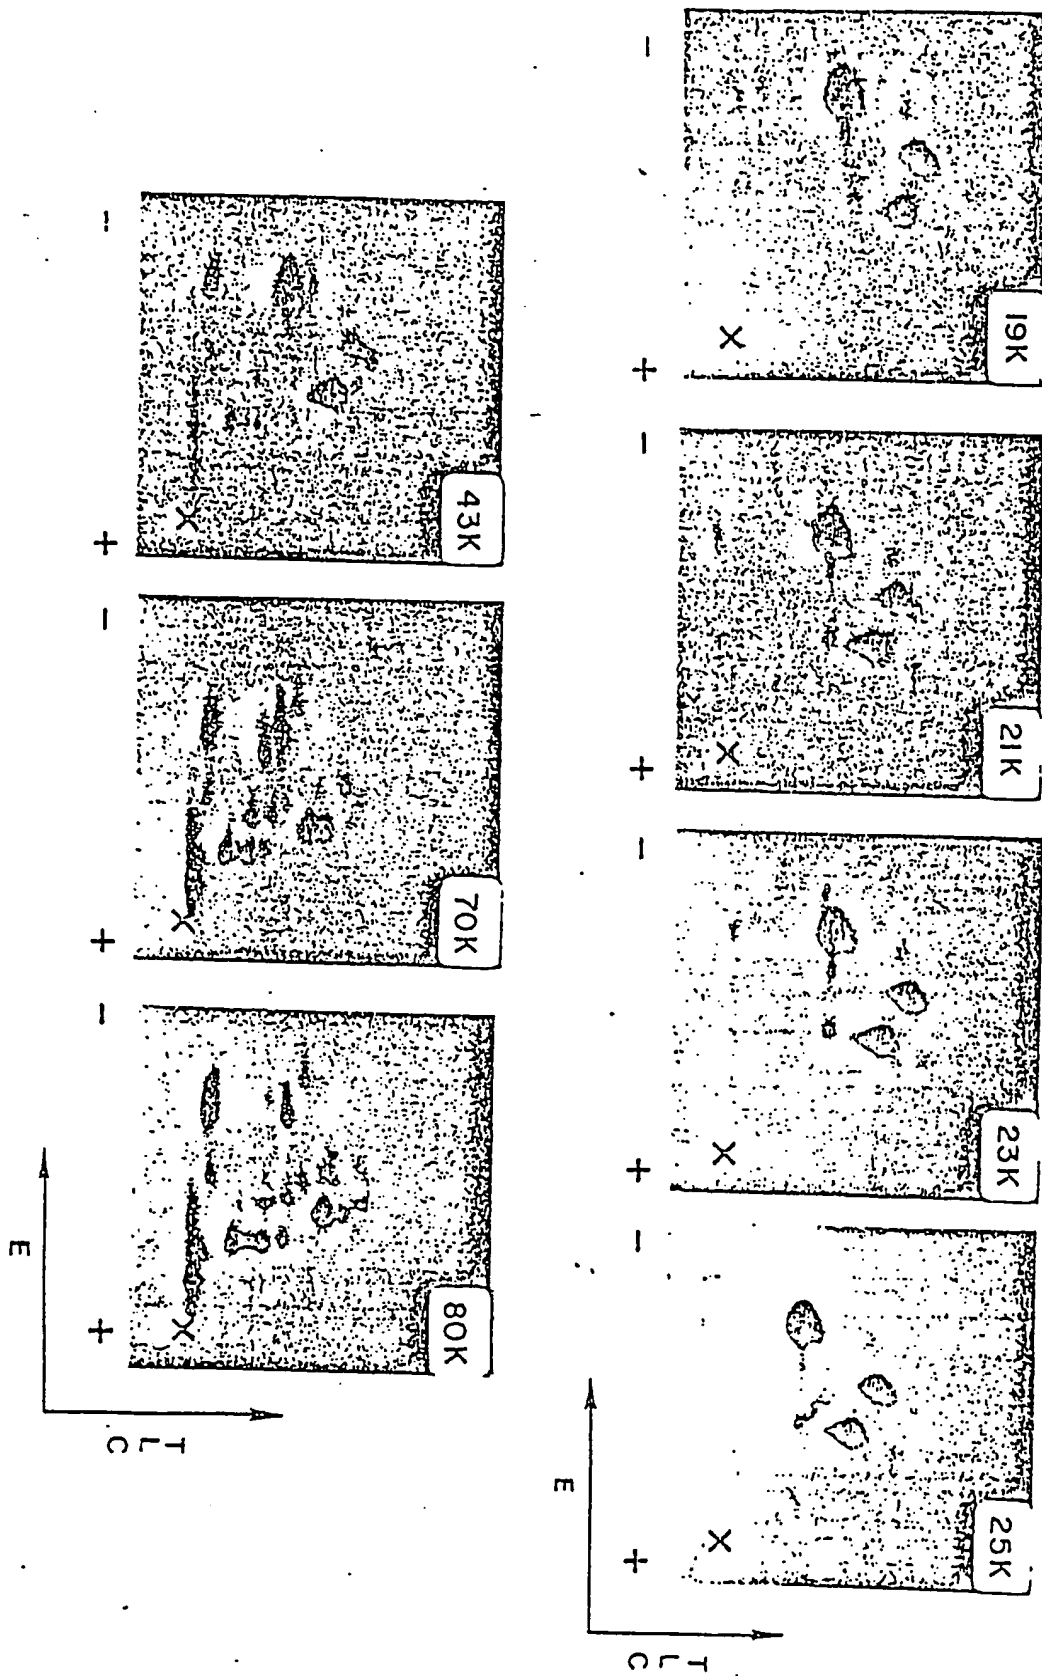 19K
21K
23K
25K
- + - + - + - +
X X X X
E
TLC
43K
70K
80K
- + - + - +
X X X
E
TLC